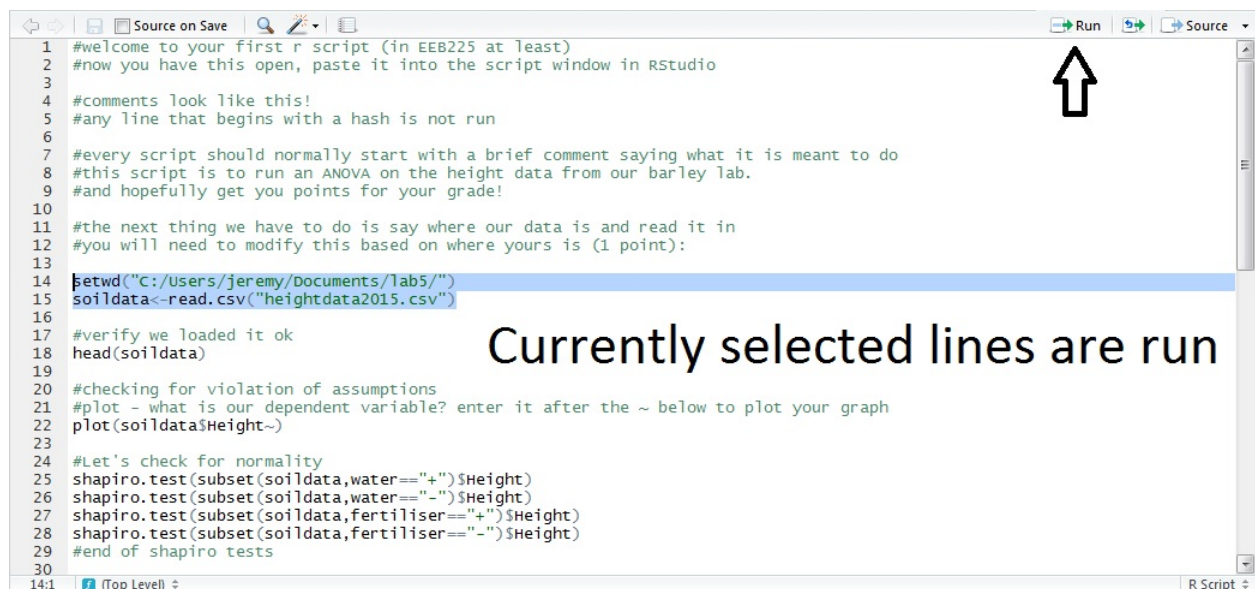 Source on Save
Run
Source
1 #welcome to your first r script (in EEB225 at least)
2 #now you have this open, paste it into the script window in RStudio
3
4 #comments look like this!
5 #any line that begins with a hash is not run
6
7 #every script should normally start with a brief comment saying what it is meant to do
8 #this script is to run an ANOVA on the height data from our barley lab.
9 #and hopefully get you points for your grade!
10
11 #the next thing we have to do is say where our data is and read it in
12 #you will need to modify this based on where yours is (1 point):
13
14 setwd("C:/Users/jeremy/Documents/lab5/")
15 soildata<-read.csv("heightdata2015.csv")
16
17 #verify we loaded it ok
18 head(soildata)
Currently selected lines are run
19
20 #checking for violation of assumptions
21 #plot - what is our dependent variable? enter it after the ~ below to plot your graph
22 plot(soildata$Height~)
23
24 #Let's check for normality
25 shapiro.test(subset(soildata,water=="+")$Height)
26 shapiro.test(subset(soildata,water=="-")$Height)
27 shapiro.test(subset(soildata,fertiliser=="+")$Height)
28 shapiro.test(subset(soildata,fertiliser=="-")$Height)
29 #end of shapiro tests
30
14:1 (Top Level) R Script